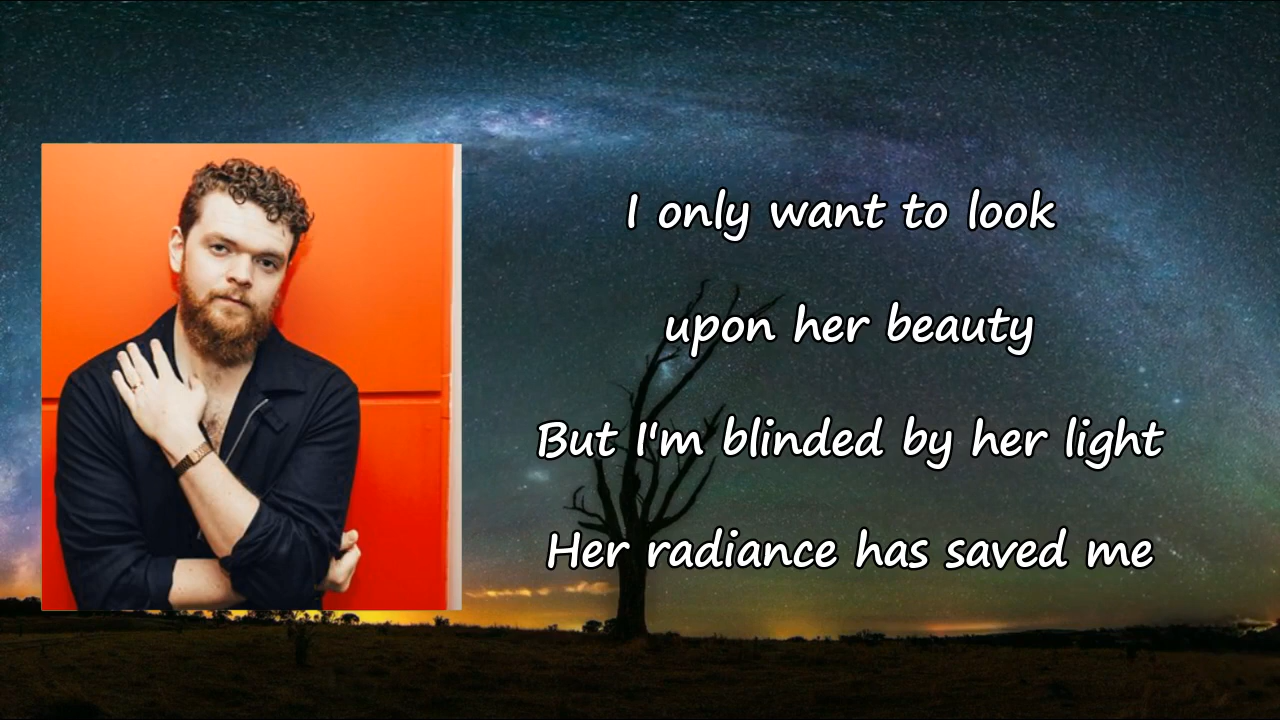 I only want to look
upon her beauty
But I'm blinded by her light
Her radiance has saved me